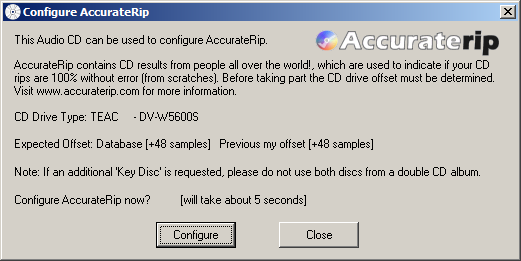 Configure AccurateRip
This Audio CD can be used to configure AccurateRip.
Accuraterip
AccurateRip contains CD results from people all over the world!, which are used to indicate if your CD
rips are 100% without error (from scratches). Before taking part the CD drive offset must be determined.
Visit www.accuraterip.com for more information.
CD Drive Type: TEAC - DV-W5600S
Expected Offset: Database [+48 samples] Previous my offset [+48 samples]
Note: If an additional 'Key Disc' is requested, please do not use both discs from a double CD album.
Configure AccurateRip now? [will take about 5 seconds]
Configure Close